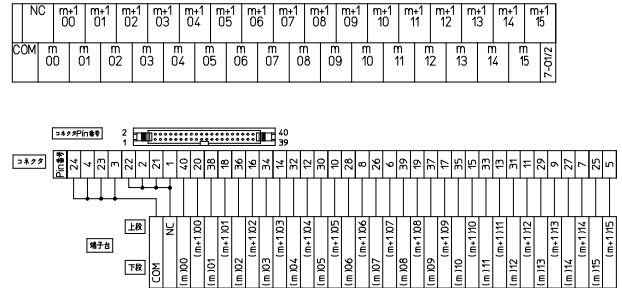 NC m+1 m+1 m+1 m+1 m+1 m+1 m+1 m+1 m+1 m+1 m+1 m+1 m+1 m+1 m+1 m+1
00 01 02 03 04 05 06 07 08 09 10 11 12 13 14 15
COM m m m m m m m m m m m m m m m m
00 01 02 03 04 05 06 07 08 09 10 11 12 13 14 15 7-01/2
コネクタPin番号 2 40
1 39
コネクタ Pin番号 24 4 23 3 22 2 21 1 40 20 38 18 36 16 34 14 32 12 30 10 28 8 26 6 39 19 37 17 35 15 33 13 31 11 29 9 27 7 25 5
上段 NC (m+1)00 (m+1)01 (m+1)02 (m+1)03 (m+1)04 (m+1)05 (m+1)06 (m+1)07 (m+1)08 (m+1)09 (m+1)10 (m+1)11 (m+1)12 (m+1)13 (m+1)14 (m+1)15
端子台
下段 COM (m)00 (m)01 (m)02 (m)03 (m)04 (m)05 (m)06 (m)07 (m)08 (m)09 (m)10 (m)11 (m)12 (m)13 (m)14 (m)15